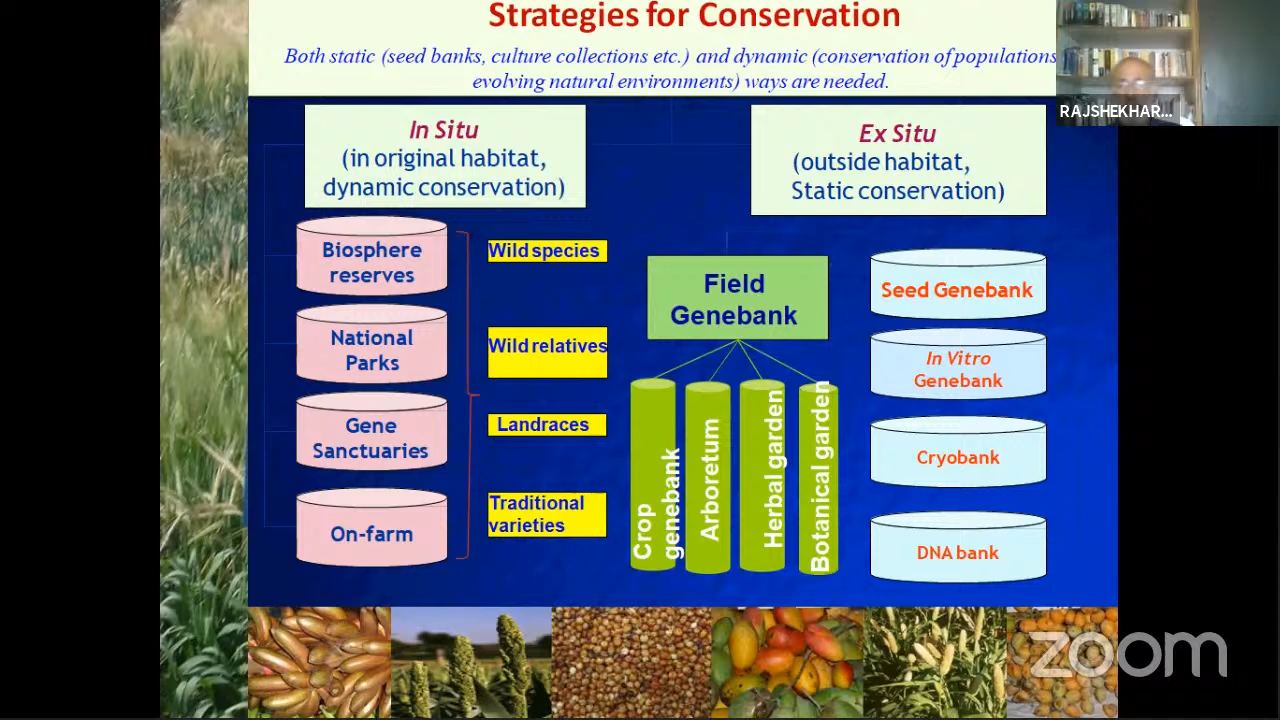 Strategies for Conservation
Both static (seed banks, culture collections etc.) and dynamic (conservation of populations
evolving natural environments) ways are needed.
RAJSHEKHAR...
In Situ
(in original habitat,
dynamic conservation)
Ex Situ
(outside habitat,
Static conservation)
Biosphere
reserves
National
Parks
Gene
Sanctuaries
On-farm
Wild species
Wild relatives
Landraces
Traditional
varieties
Field
Genebank
Crop
genebank
Arboretum
Herbal garden
Botanical garden
Seed Genebank
In Vitro
Genebank
Cryobank
DNA bank
zoom